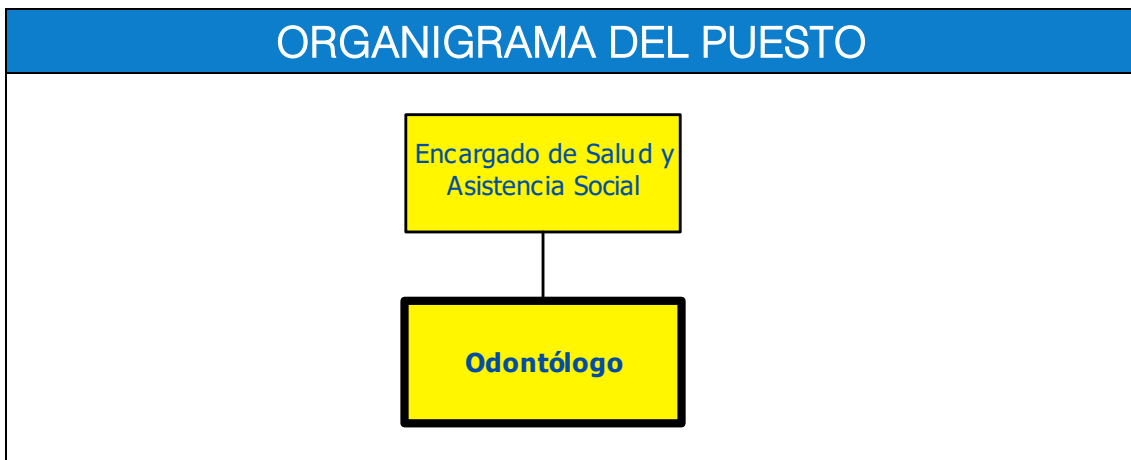 ORGANIGRAMA DEL PUESTO
Encargado de Salud y
Asistencia Social
Odontólogo